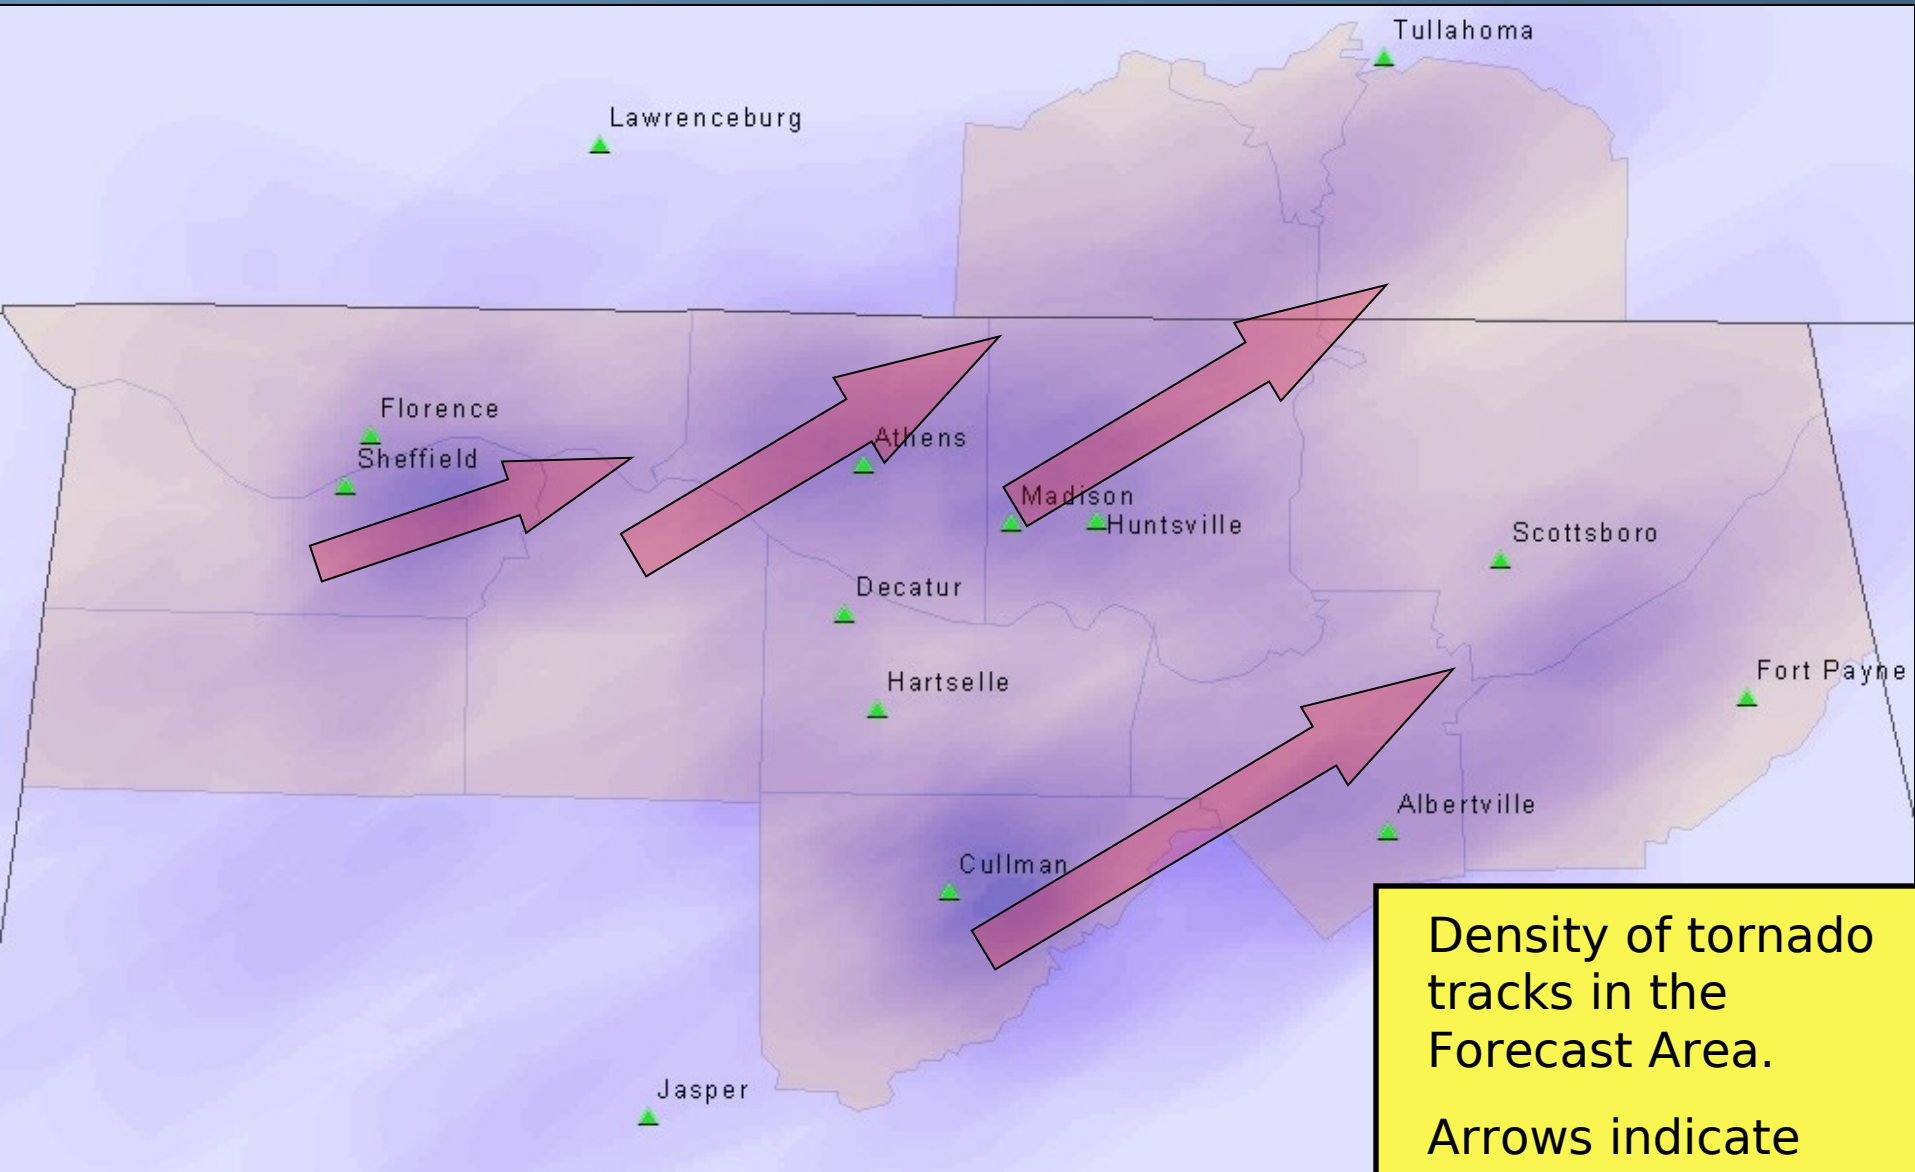 Tullahoma
Lawrenceburg
Florence
Sheffield
Athens
Madison
Huntsville
Scottsboro
Decatur
Hartselle
Fort Payne
Albertville
Cullman
Jasper
Density of tornado
tracks in the
Forecast Area.
Arrows indicate